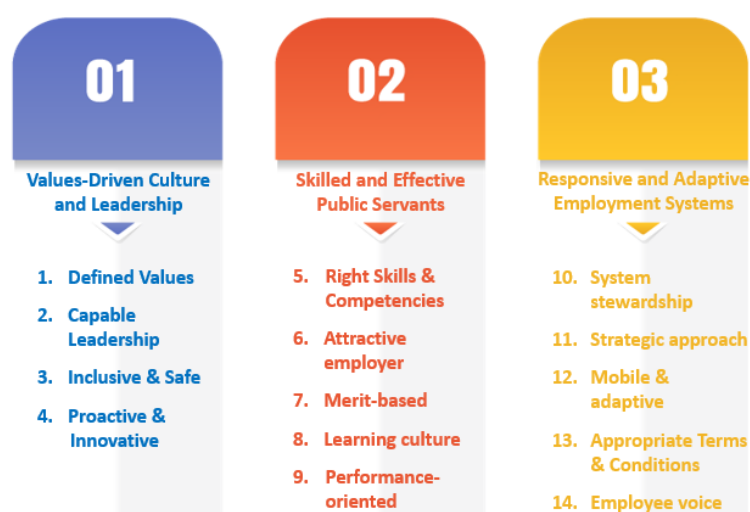 01
Values-Driven Culture
and Leadership
1. Defined Values
2. Capable
Leadership
3. Inclusive & Safe
4. Proactive &
Innovative
02
Skilled and Effective
Public Servants
5. Right Skills &
Competencies
6. Attractive
employer
7. Merit-based
8. Learning culture
9. Performance-
oriented
03
Responsive and Adaptive
Employment Systems
10. System
stewardship
11. Strategic approach
12. Mobile &
adaptive
13. Appropriate Terms
& Conditions
14. Employee voice